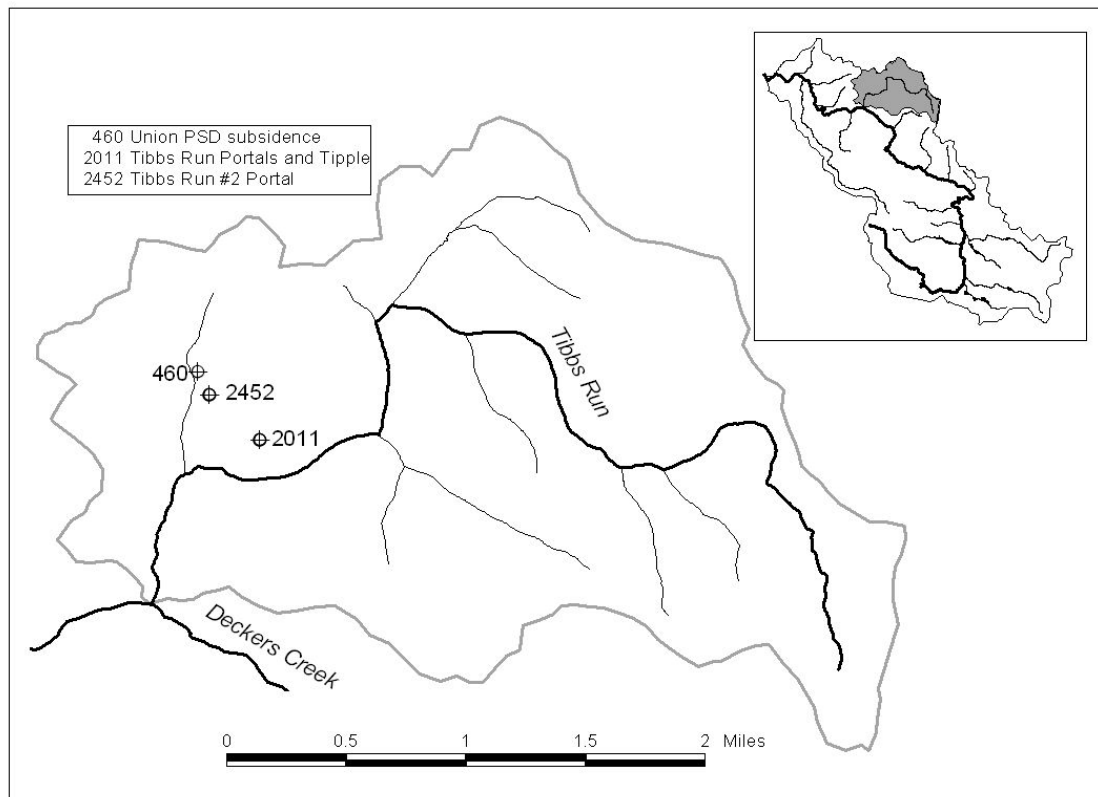 460 Union PSD subsidence
2011 Tibbs Run Portals and Tipple
2452 Tibbs Run #2 Portal
Tibbs Run
460
2452
2011
Deckers Creek
0 0.5 1 1.5 2 Miles